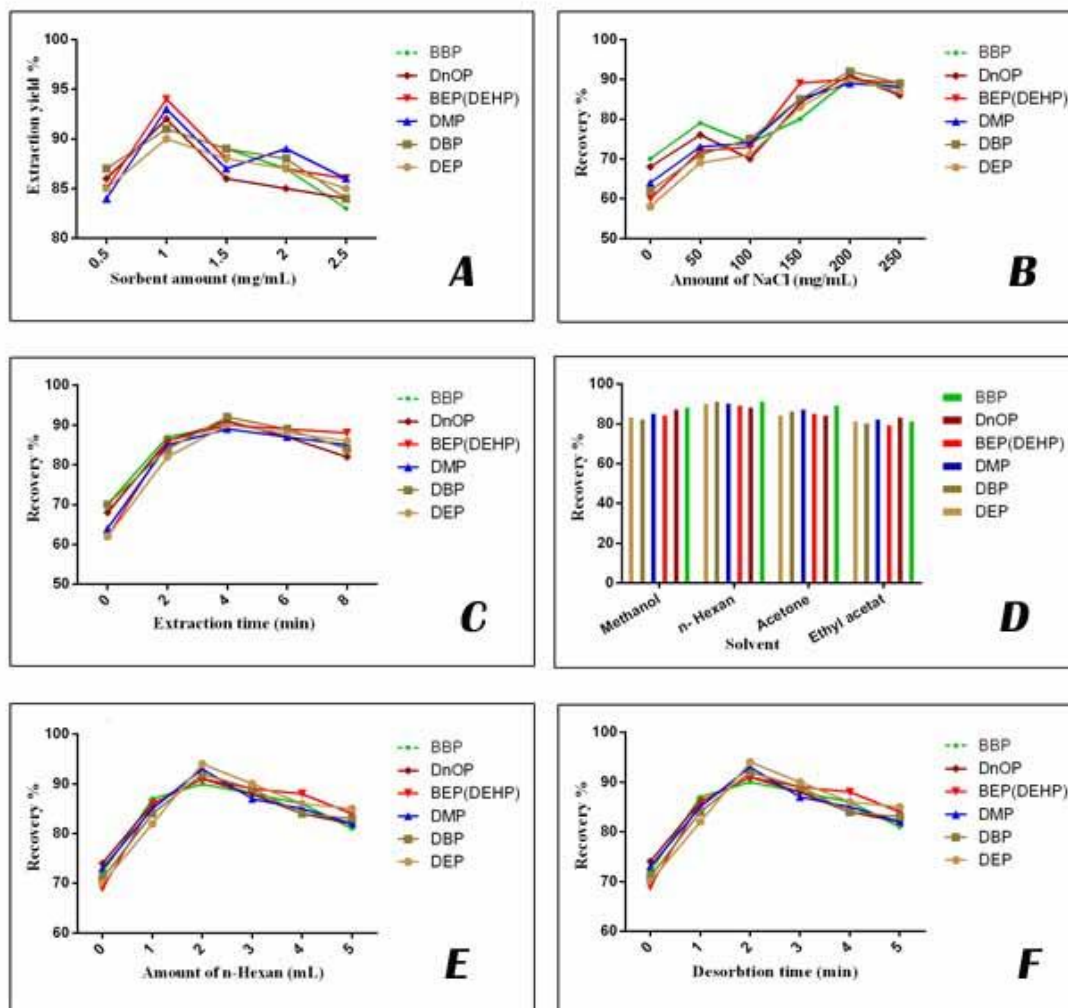 Extraction yield %
100
95
90
85
80
0.5
1
1.5
2
2.5
Sorbent amount (mg/mL)
BBP
DnOP
BEP(DEHP)
DMP
DBP
DEP
A
Recovery %
100
90
80
70
60
50
0
50
100
150
200
250
Amount of NaCl (mg/mL)
BBP
DnOP
BEP(DEHP)
DMP
DBP
DEP
B
Recovery %
100
90
80
70
60
50
0
2
4
6
8
Extraction time (min)
BBP
DnOP
BEP(DEHP)
DMP
DBP
DEP
C
Recovery %
100
80
60
40
20
0
Methanol
n- Hexan
Acetone
Ethyl acetat
Solvent
BBP
DnOP
BEP(DEHP)
DMP
DBP
DEP
D
Recovery %
100
90
80
70
60
0
1
2
3
4
5
Amount of n-Hexan (mL)
BBP
DnOP
BEP(DEHP)
DMP
DBP
DEP
E
Recovery %
100
90
80
70
60
0
1
2
3
4
5
Desorbtion time (min)
BBP
DnOP
BEP(DEHP)
DMP
DBP
DEP
F